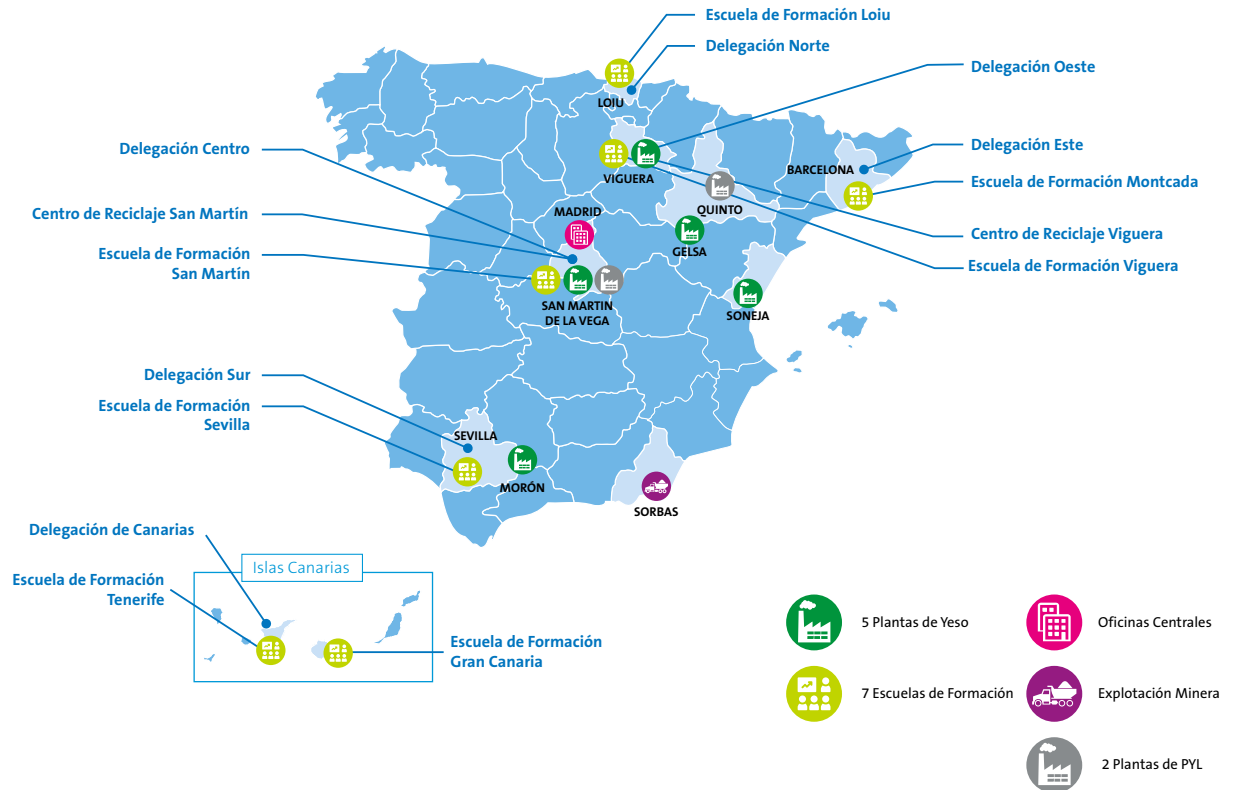 Escuela de Formación Loiu
Delegación Norte
Delegación Oeste
LOIU
Delegación Centro
Delegación Este
BARCELONA
VIGUERA
Escuela de Formación Montcada
Centro de Reciclaje San Martín
MADRID
QUINTO
Centro de Reciclaje Viguera
Escuela de Formación
San Martín
GELSA
Escuela de Formación Viguera
SAN MARTIN
DE LA VEGA
SONEJA
Delegación Sur
Escuela de Formación
Sevilla
SEVILLA
MORÓN
SORBAS
Delegación de Canarias
Islas Canarias
Escuela de Formación
Tenerife
Escuela de Formación
Gran Canaria
5 Plantas de Yeso
Oficinas Centrales
7 Escuelas de Formación
Explotación Minera
2 Plantas de PYL